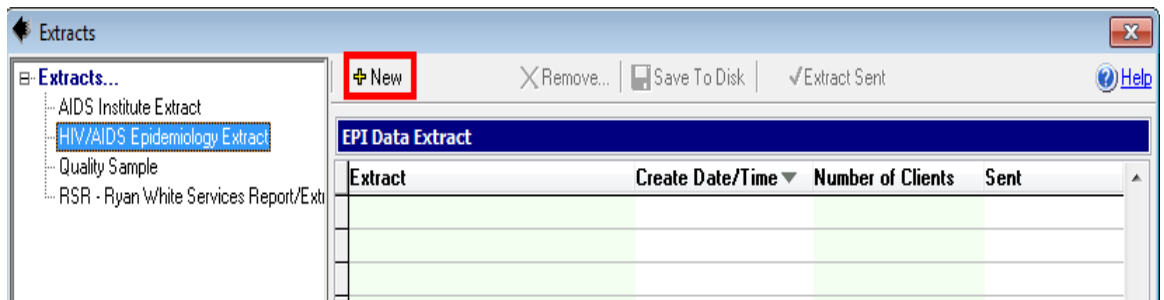 Extracts
Extracts...
AIDS Institute Extract
HIV/AIDS Epidemiology Extract
Quality Sample
RSR - Ryan White Services Report/Ext
New Remove... Save To Disk Extract Sent Help
EPI Data Extract
Extract Create Date/Time Number of Clients Sent